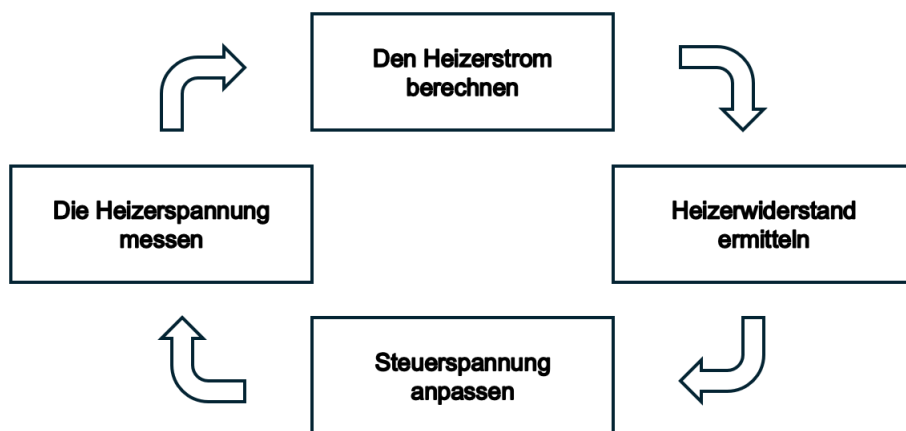 Den Heizerstrom
berechnen
Die Heizerspannung
messen
Heizerwiderstand
ermitteln
Steuerspannung
anpassen